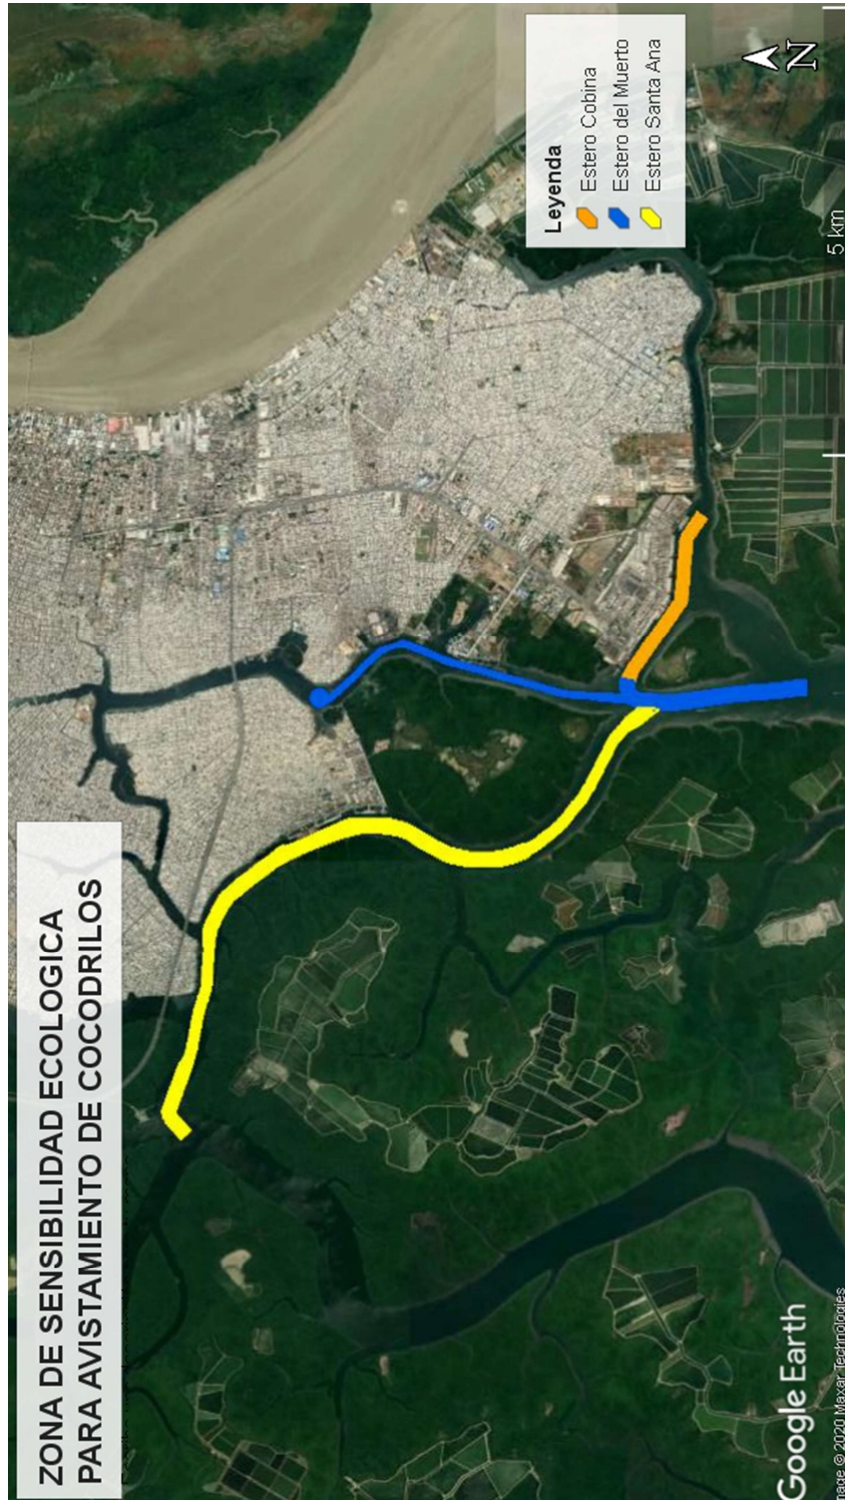 ZONA DE SENSIBILIDAD ECOLOGICA
PARA AVISTAMIENTO DE COCODRILOS
Leyenda
Estero Cobina
Estero del Muerto
Estero Santa Ana
N
5 km
Google Earth
mage © 2020 Maxar Technologies